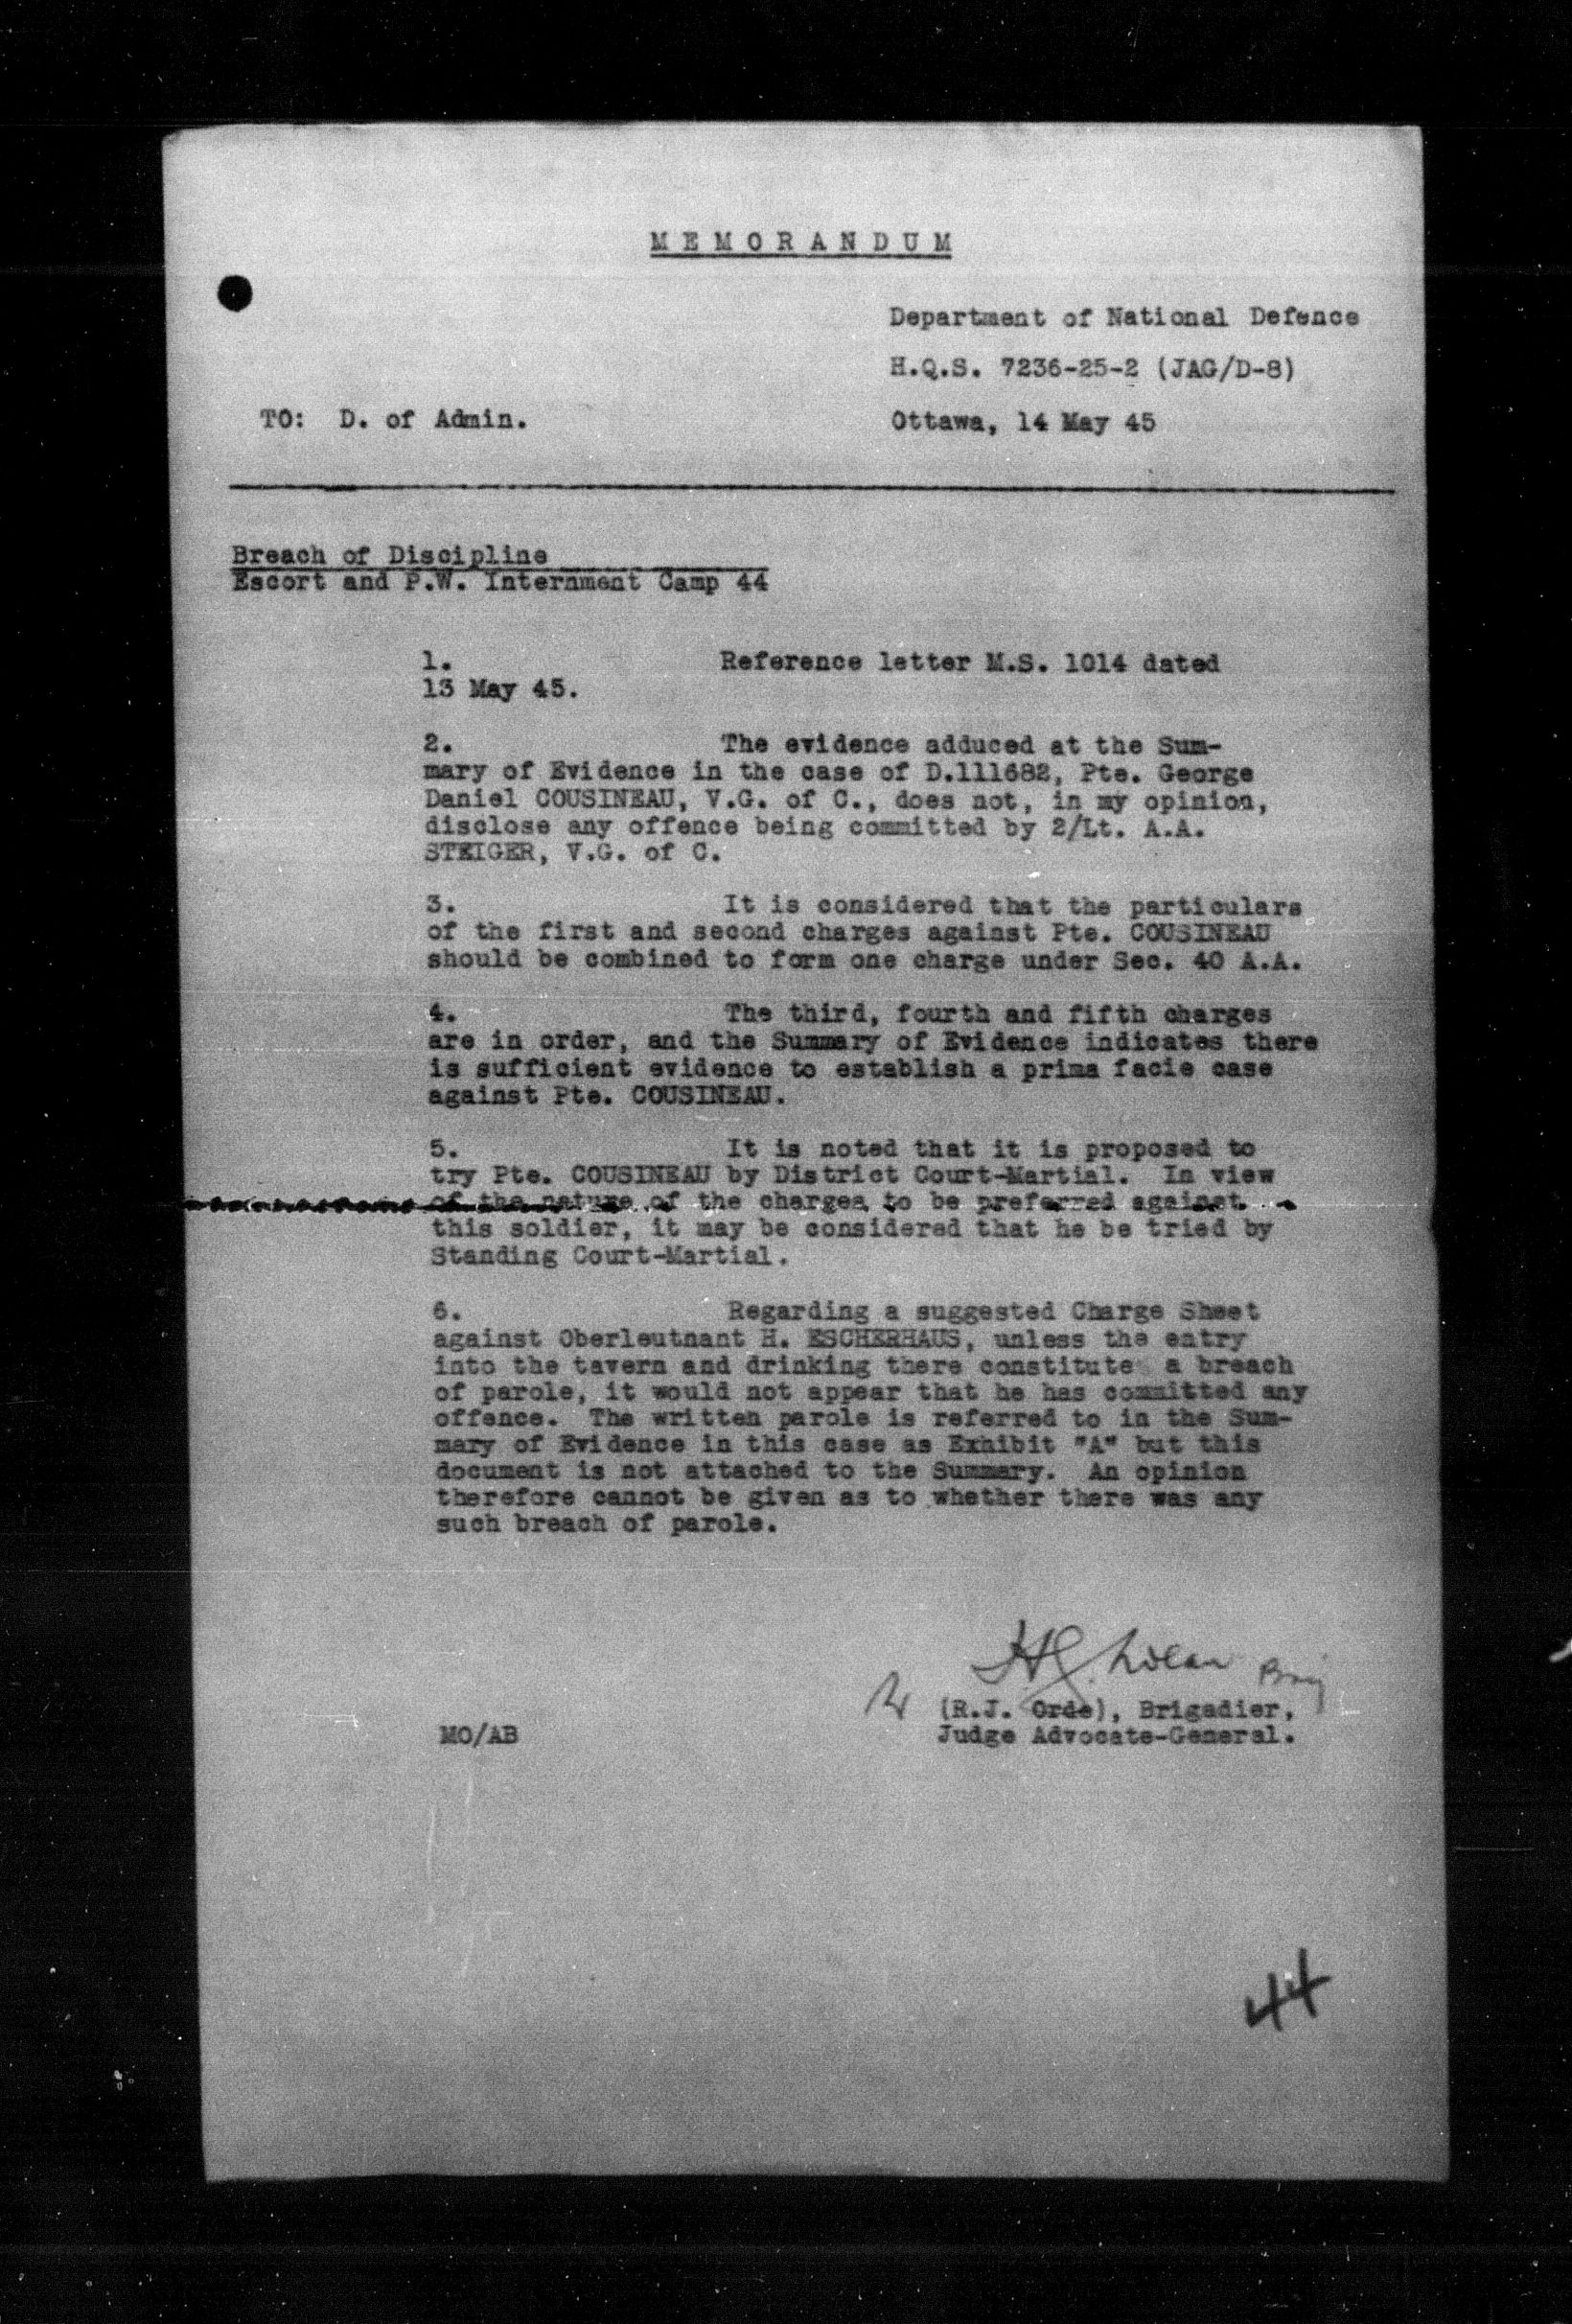 MEMORANDUM
Department of National Defence
H.Q.S. 7236-25-2 (JAG/D-8)
TO: D. of Admin.
Ottawa, 14 May 45
Breach of Discipline
Escort and P.W. Internment Camp 44
1. Reference letter M.S. 1014 dated
13 May 45.
2. The evidence adduced at the Sum-
mary of Evidence in the case of D.111682, Pte. George
Daniel COUSINEAU, V.G. of C., does not, in my opinion,
disclose any offence being committed by 2/Lt. A.A.
STEIGER, V.G. of C.
3. It is considered that the particulars
of the first and second charges against Pte. COUSINEAU
should be combined to form one charge under Sec. 40 A.A.
4. The third, fourth and fifth charges
are in order, and the Summary of Evidence indicates there
is sufficient evidence to establish a prima facie case
against Pte. COUSINEAU.
5. It is noted that it is proposed to
try Pte. COUSINEAU by District Court-Martial. In view
of the nature of the charges to be preferred against
this soldier, it may be considered that he be tried by
Standing Court-Martial.
6. Regarding a suggested Charge Sheet
against Oberleutnant H. ESCHERHAUS, unless the entry
into the tavern and drinking there constitute a breach
of parole, it would not appear that he has committed any
offence. The written parole is referred to in the Sum-
mary of Evidence in this case as Exhibit "A" but this
document is not attached to the Summary. An opinion
therefore cannot be given as to whether there was any
such breach of parole.
(R.J. Orde), Brigadier,
MO/AB
Judge Advocate-General.
44